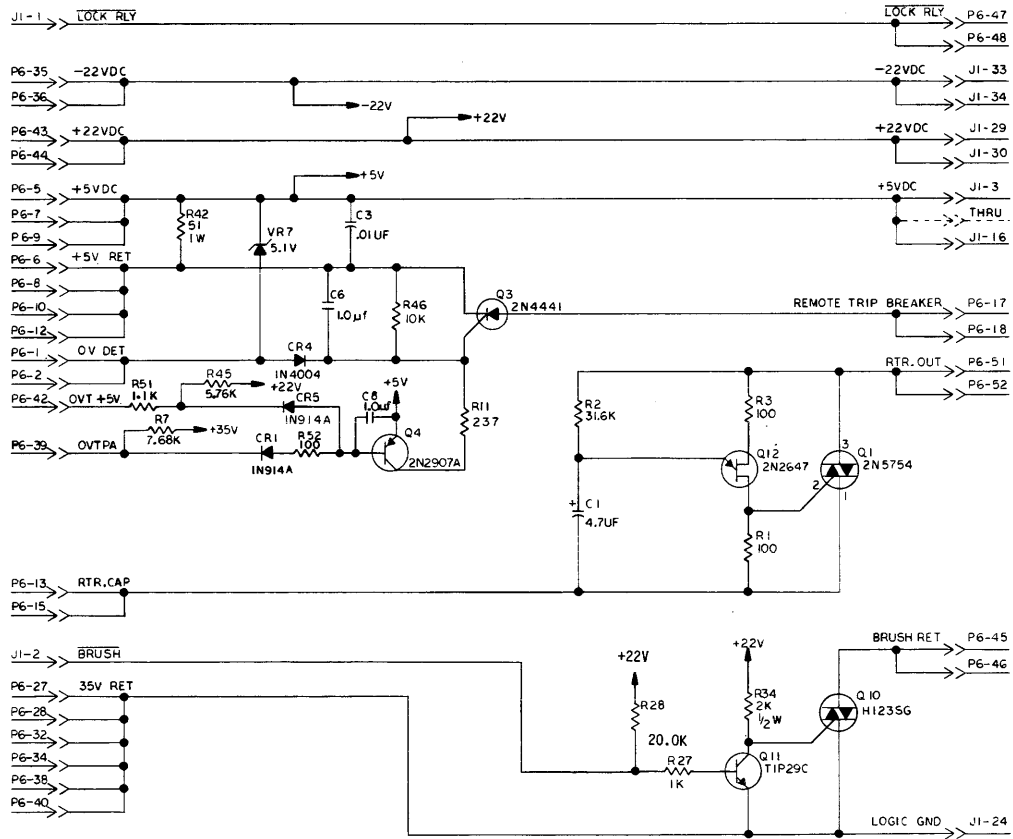 J1-1 LOCK RLY LOCK RLY P6-47
P6-48
P6-35 -22VDC -22VDC J1-33
P6-36 -22V J1-34
+22V
P6-43 +22VDC +22VDC J1-29
P6-44 J1-30
+5V
P6-5 +5VDC +5VDC J1-3
P6-7 THRU
P6-9 J1-16
R42
51
1W
VR7
5.1V
C3
.01UF
P6-6 +5V RET
P6-8
P6-10
P6-12
C6
1.0µf
R46
10K
Q3
2N4441
REMOTE TRIP BREAKER P6-17
P6-18
P6-1 OV DET
P6-2
CR4
1N4004
RTR.OUT P6-51
P6-52
P6-42 OVT +5V.
R51
1.1K
R45
5.76K
+22V
CR5
1N914A
C8
1.0uf
+5V
R11
237
P6-39 OVTPA
R7
7.68K
+35V
CR1
1N914A
R52
100
Q4
2N2907A
R2
31.6K
R3
100
Q12
2N2647
Q1
2N5754
3
2
1
+ C1
4.7UF
R1
100
P6-13 RTR.CAP
P6-15
J1-2 BRUSH
BRUSH RET P6-45
P6-46
P6-27 35V RET
P6-28
P6-32
P6-34
P6-38
P6-40
+22V
R28
20.0K
R27
1K
+22V
R34
2K
1/2W
Q10
H123SG
Q11
TIP29C
LOGIC GND J1-24